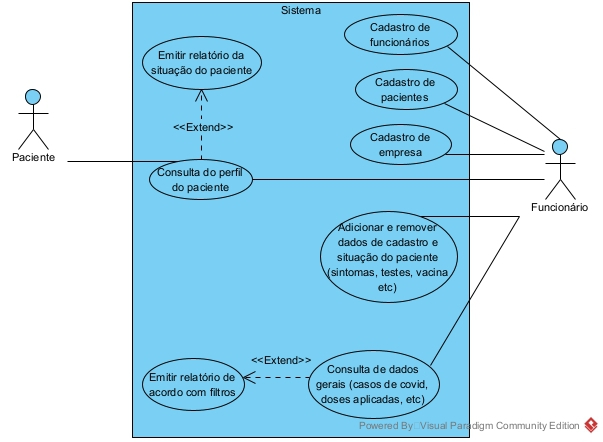 Sistema
Emitir relatório da
situação do paciente
Cadastro de
funcionários
Cadastro de
pacientes
<<Extend>>
Cadastro de
empresa
Paciente
Consulta do perfil
do paciente
Funcionário
Adicionar e remover
dados de cadastro e
situação do paciente
(sintomas, testes, vacina
etc)
<<Extend>>
Emitir relatório de
acordo com filtros
Consulta de dados
gerais (casos de covid,
doses aplicadas, etc)
Powered By: Visual Paradigm Community Edition